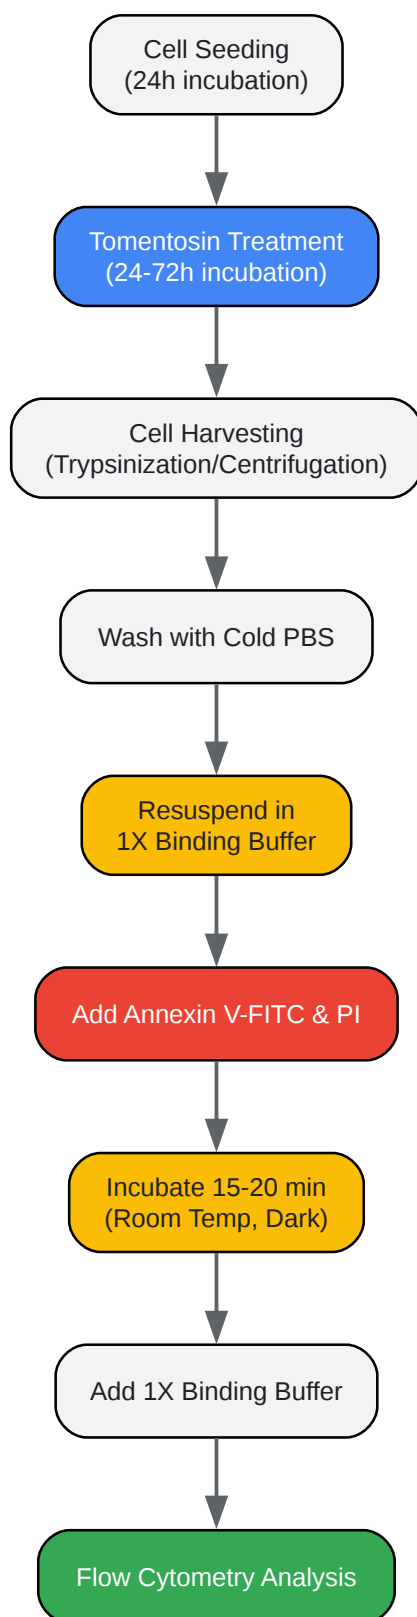 Cell Seeding
(24h incubation)
Tomentosin Treatment
(24-72h incubation)
Cell Harvesting
(Trypsinization/Centrifugation)
Wash with Cold PBS
Resuspend in
1X Binding Buffer
Add Annexin V-FITC & PI
Incubate 15-20 min
(Room Temp, Dark)
Add 1X Binding Buffer
Flow Cytometry Analysis